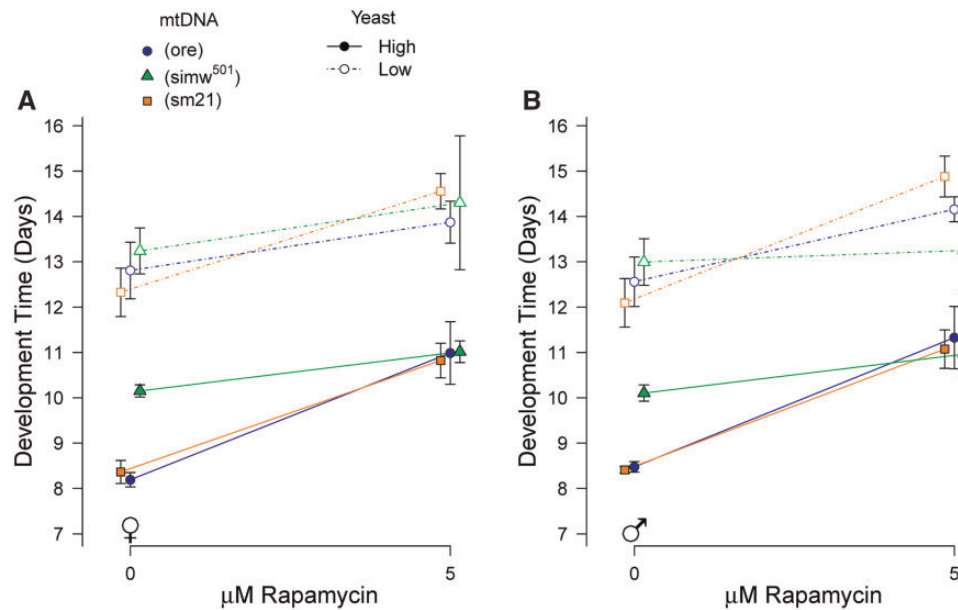 mtDNA
(ore)
(simw⁵⁰¹)
(sm21)
Yeast
High
Low
A
Development Time (Days)
16
15
14
13
12
11
10
9
8
7
♀
0
5
μM Rapamycin
B
Development Time (Days)
16
15
14
13
12
11
10
9
8
7
♂
0
5
μM Rapamycin